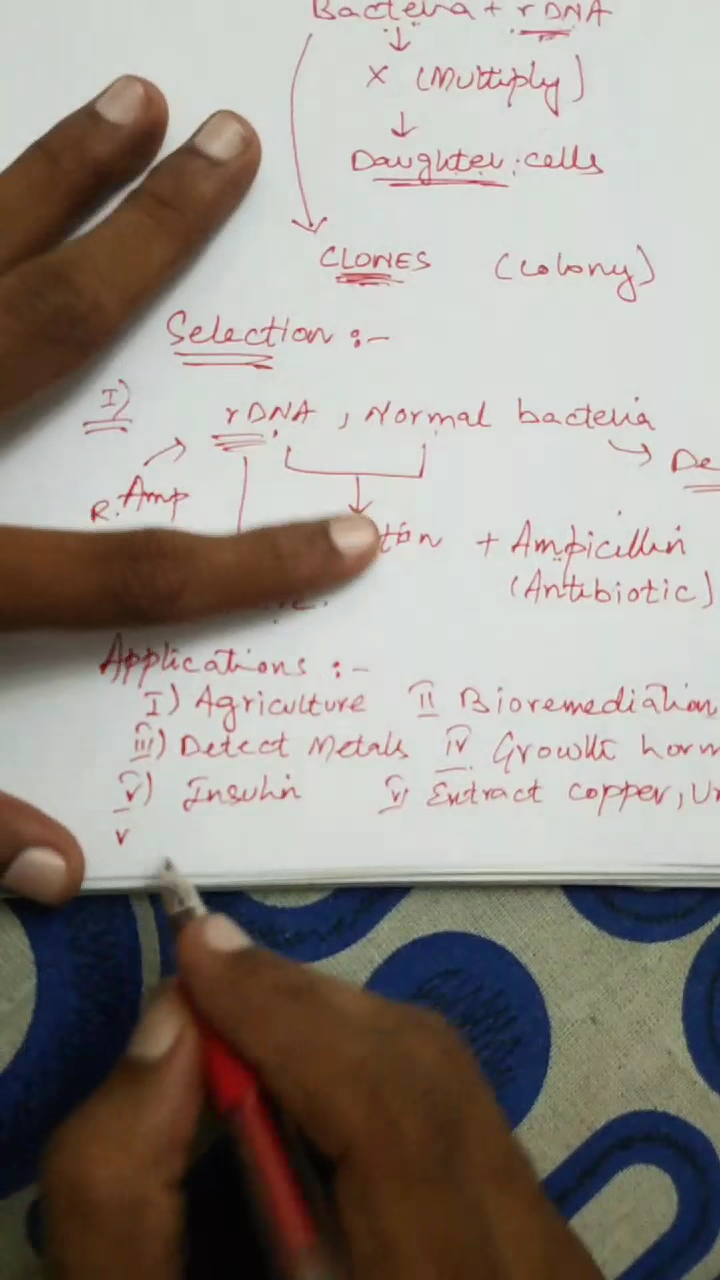 Bacteria + rDNA
↓
X (Multiply)
↓
Daughter cells
CLONES (Colony)
Selection :-
I) rDNA , Normal bacteria
R. Amp
+ Ampicillin
(Antibiotic)
Applications :-
I) Agriculture II Bioremediation
III) Detect Metals IV Growth horm
V) Insulin VI Extract copper, Ur
V